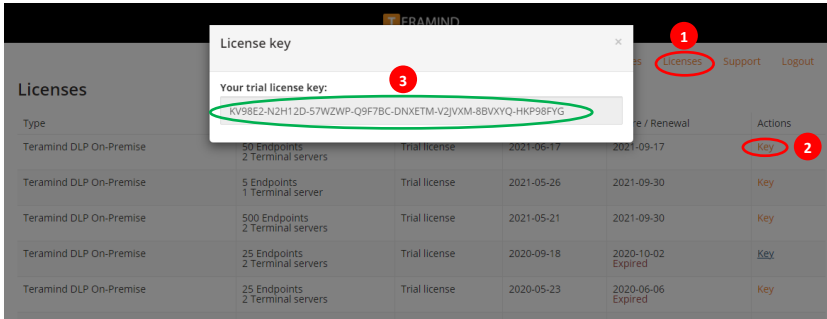 TERAMIND
License key ×
1
Licenses Support Logout
Licenses
3
Your trial license key:
KV98E2-N2H12D-57WZWP-Q9F7BC-DNXETM-V2JVXM-8BVXYQ-HKP98FYG
Type / Renewal Actions
Teramind DLP On-Premise 50 Endpoints Trial license 2021-06-17 2021-09-17 Key 2
2 Terminal servers
Teramind DLP On-Premise 5 Endpoints Trial license 2021-05-26 2021-09-30 Key
1 Terminal server
Teramind DLP On-Premise 500 Endpoints Trial license 2021-05-21 2021-09-30 Key
2 Terminal servers
Teramind DLP On-Premise 25 Endpoints Trial license 2020-09-18 2020-10-02 Key
2 Terminal servers Expired
Teramind DLP On-Premise 25 Endpoints Trial license 2020-05-23 2020-06-06 Key
2 Terminal servers Expired